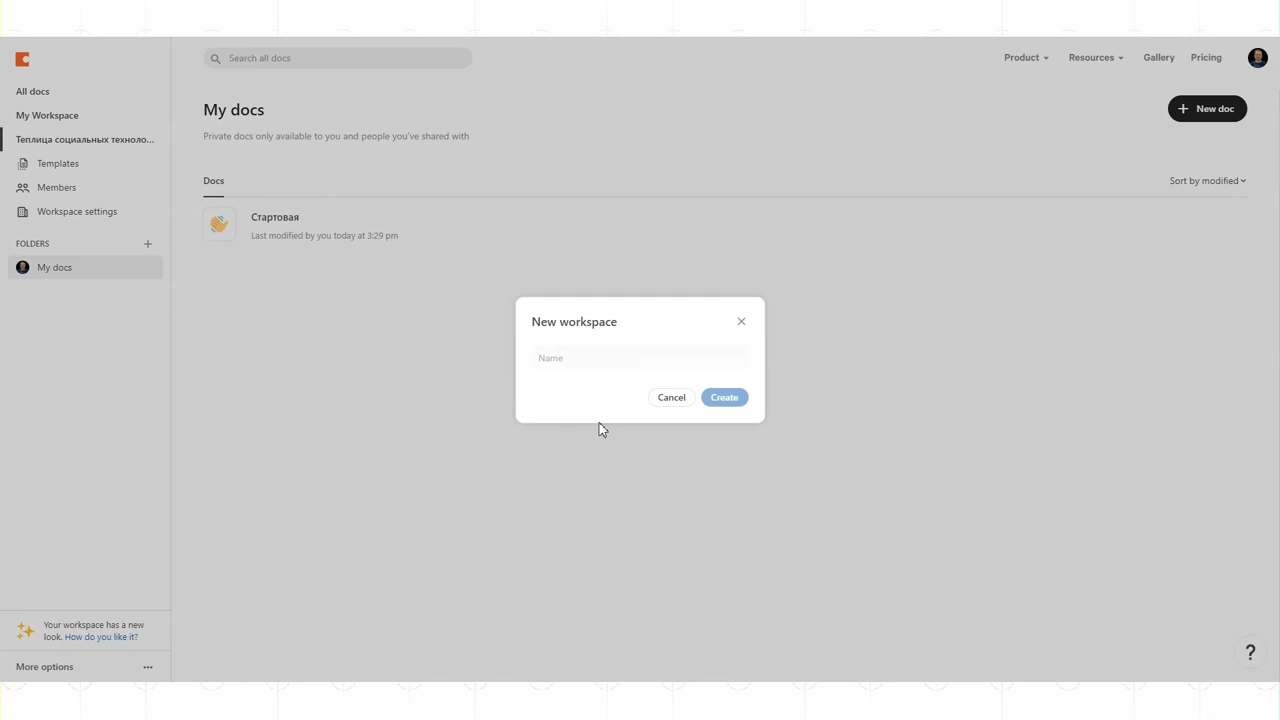 Search all docs
Product
Resources
Gallery
Pricing
All docs
My Workspace
Теплица социальных техноло...
Templates
Members
Workspace settings
FOLDERS
My docs
My docs
New doc
Private docs only available to you and people you've shared with
Docs
Sort by modified
Стартовая
Last modified by you today at 3:29 pm
New workspace
Name
Cancel
Create
Your workspace has a new
look. How do you like it?
More options
?